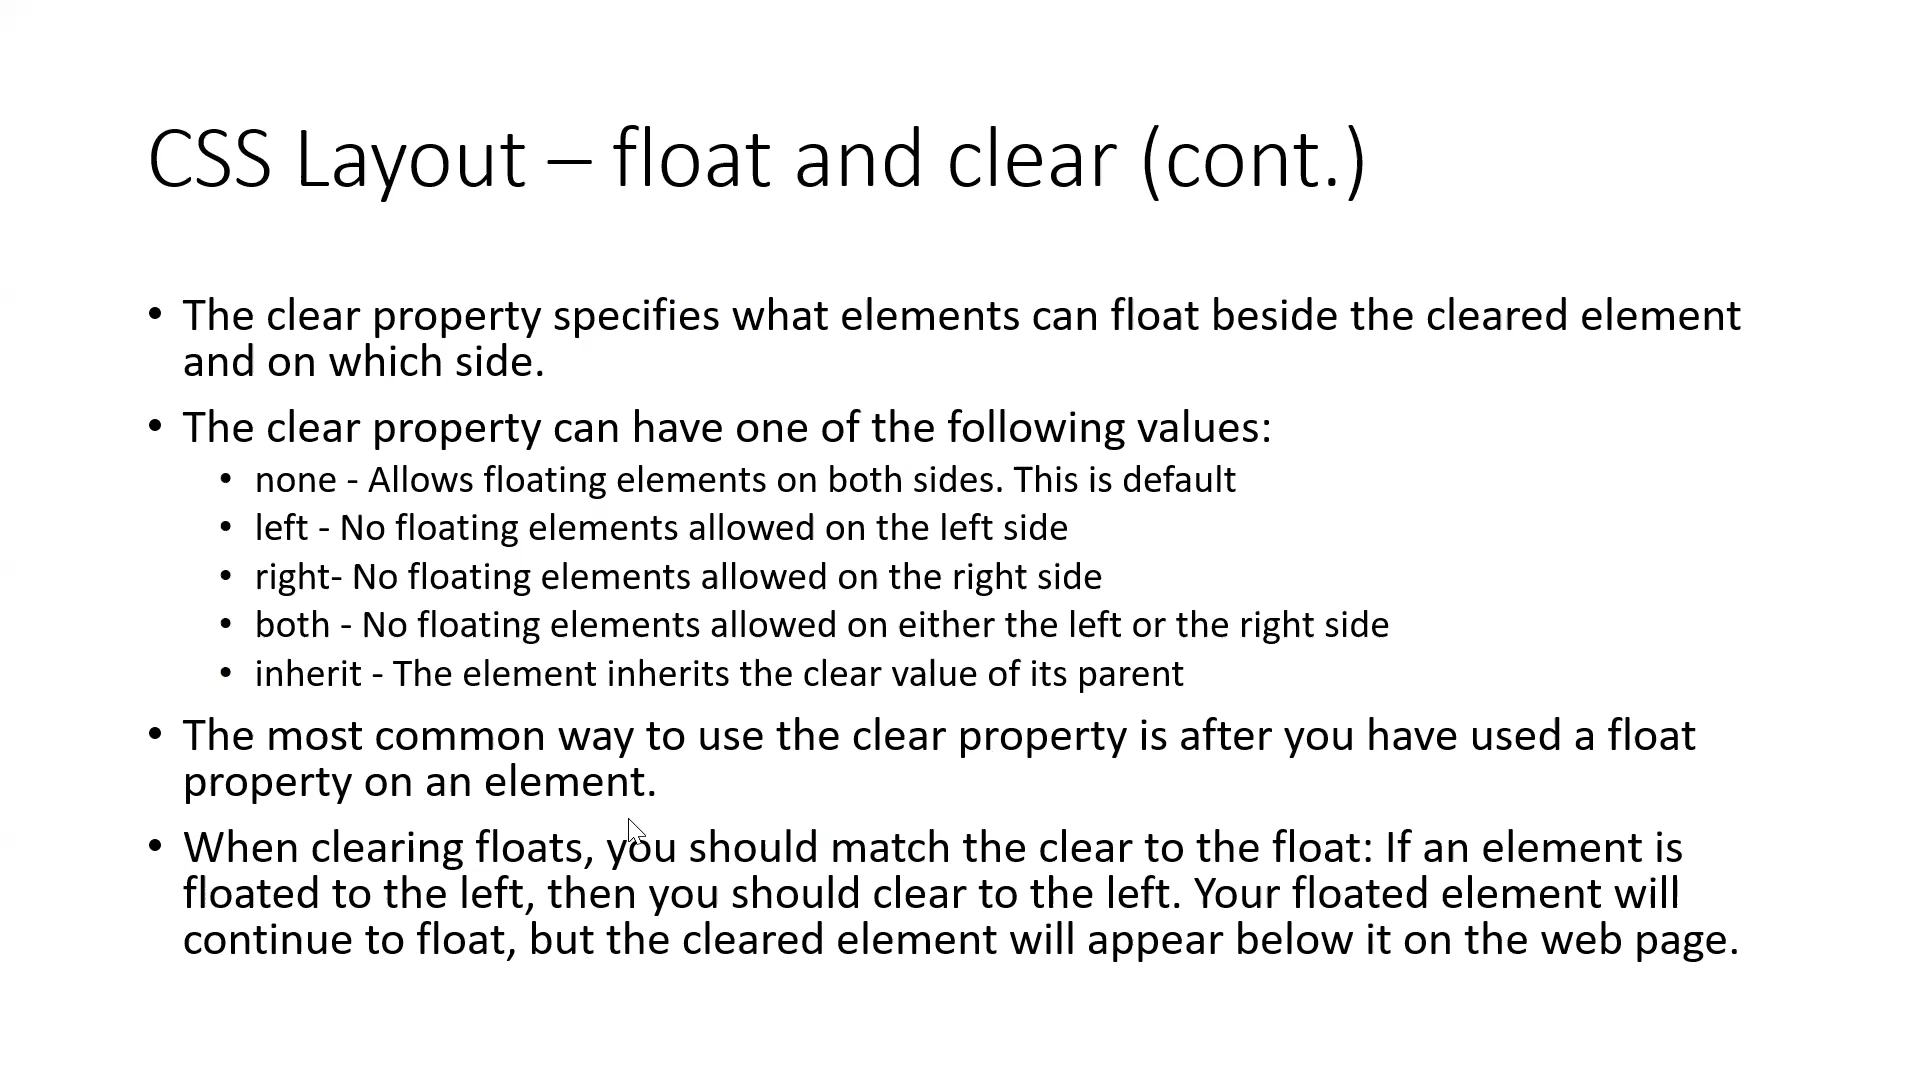 CSS Layout – float and clear (cont.)
• The clear property specifies what elements can float beside the cleared element
and on which side.
• The clear property can have one of the following values:
• none - Allows floating elements on both sides. This is default
• left - No floating elements allowed on the left side
• right- No floating elements allowed on the right side
• both - No floating elements allowed on either the left or the right side
• inherit - The element inherits the clear value of its parent
• The most common way to use the clear property is after you have used a float
property on an element.
• When clearing floats, you should match the clear to the float: If an element is
floated to the left, then you should clear to the left. Your floated element will
continue to float, but the cleared element will appear below it on the web page.